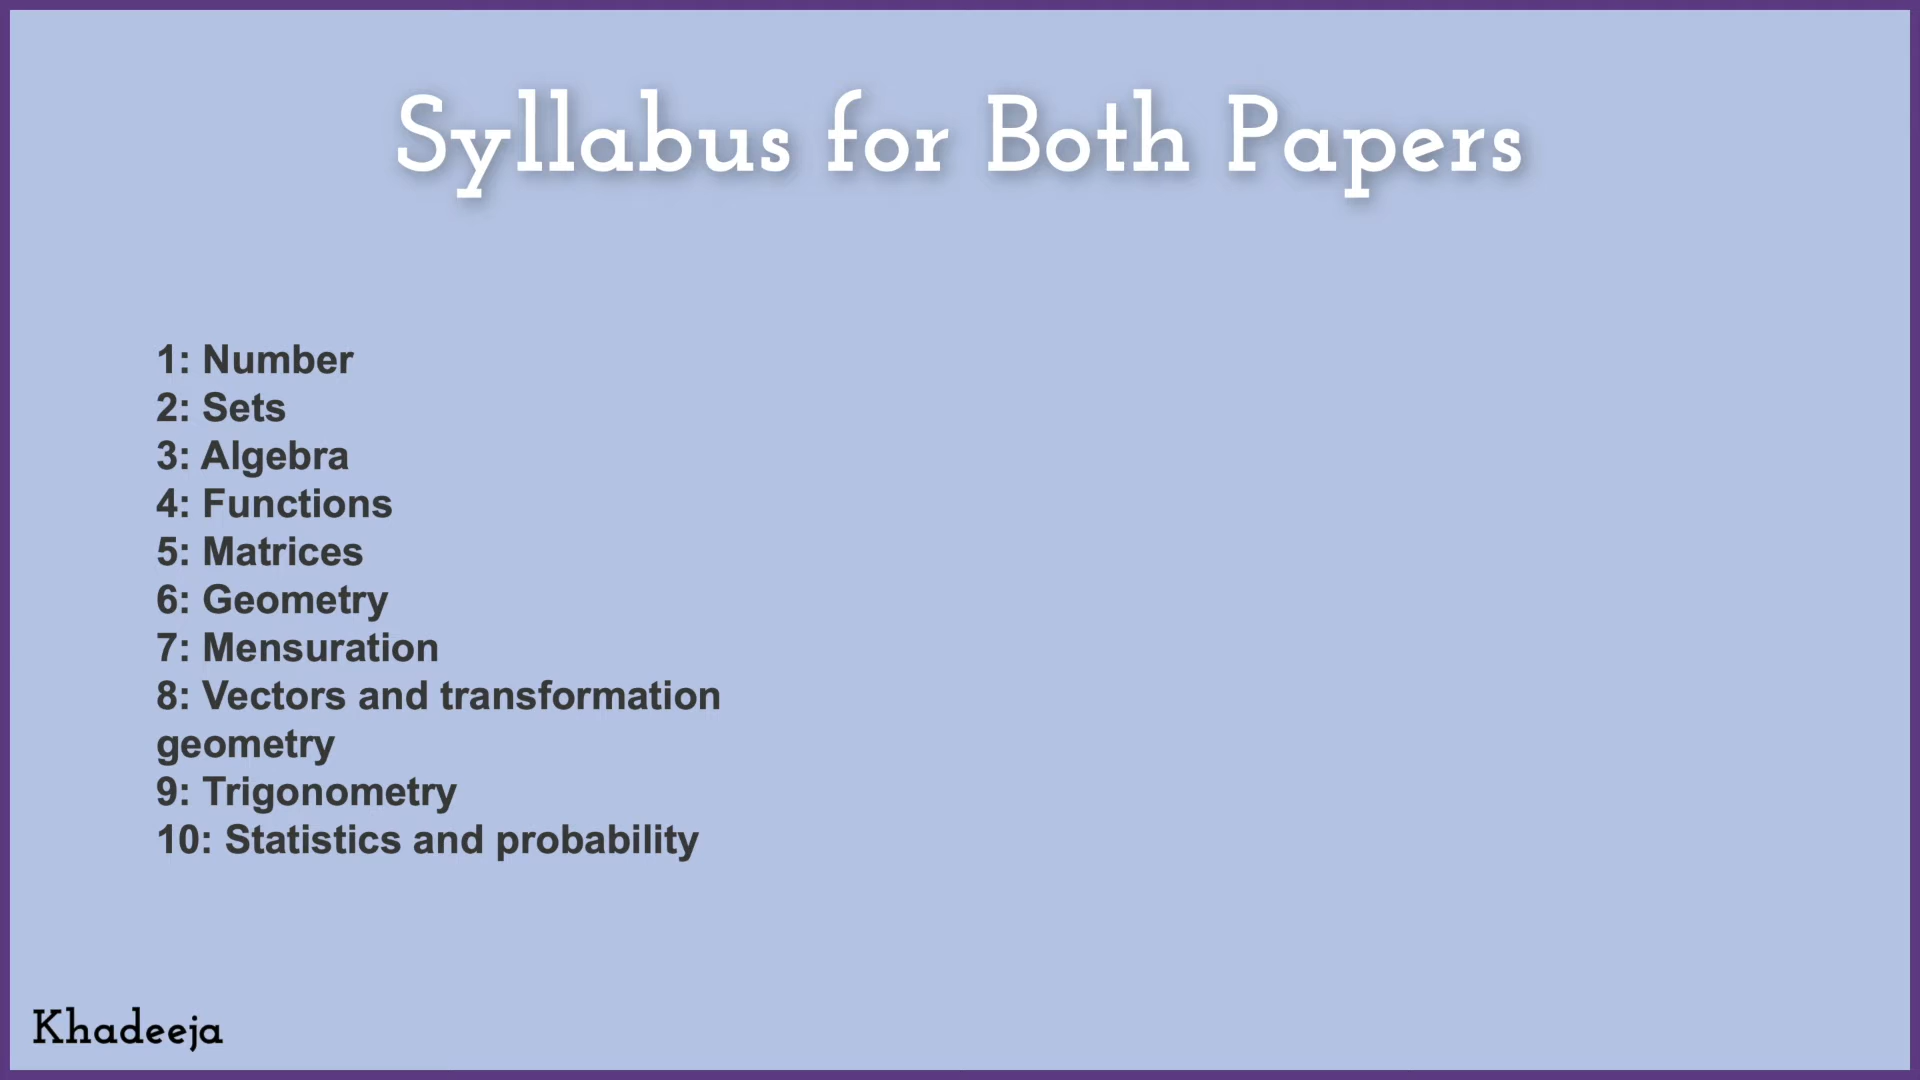 Syllabus for Both Papers
1: Number
2: Sets
3: Algebra
4: Functions
5: Matrices
6: Geometry
7: Mensuration
8: Vectors and transformation
geometry
9: Trigonometry
10: Statistics and probability
Khadeeja